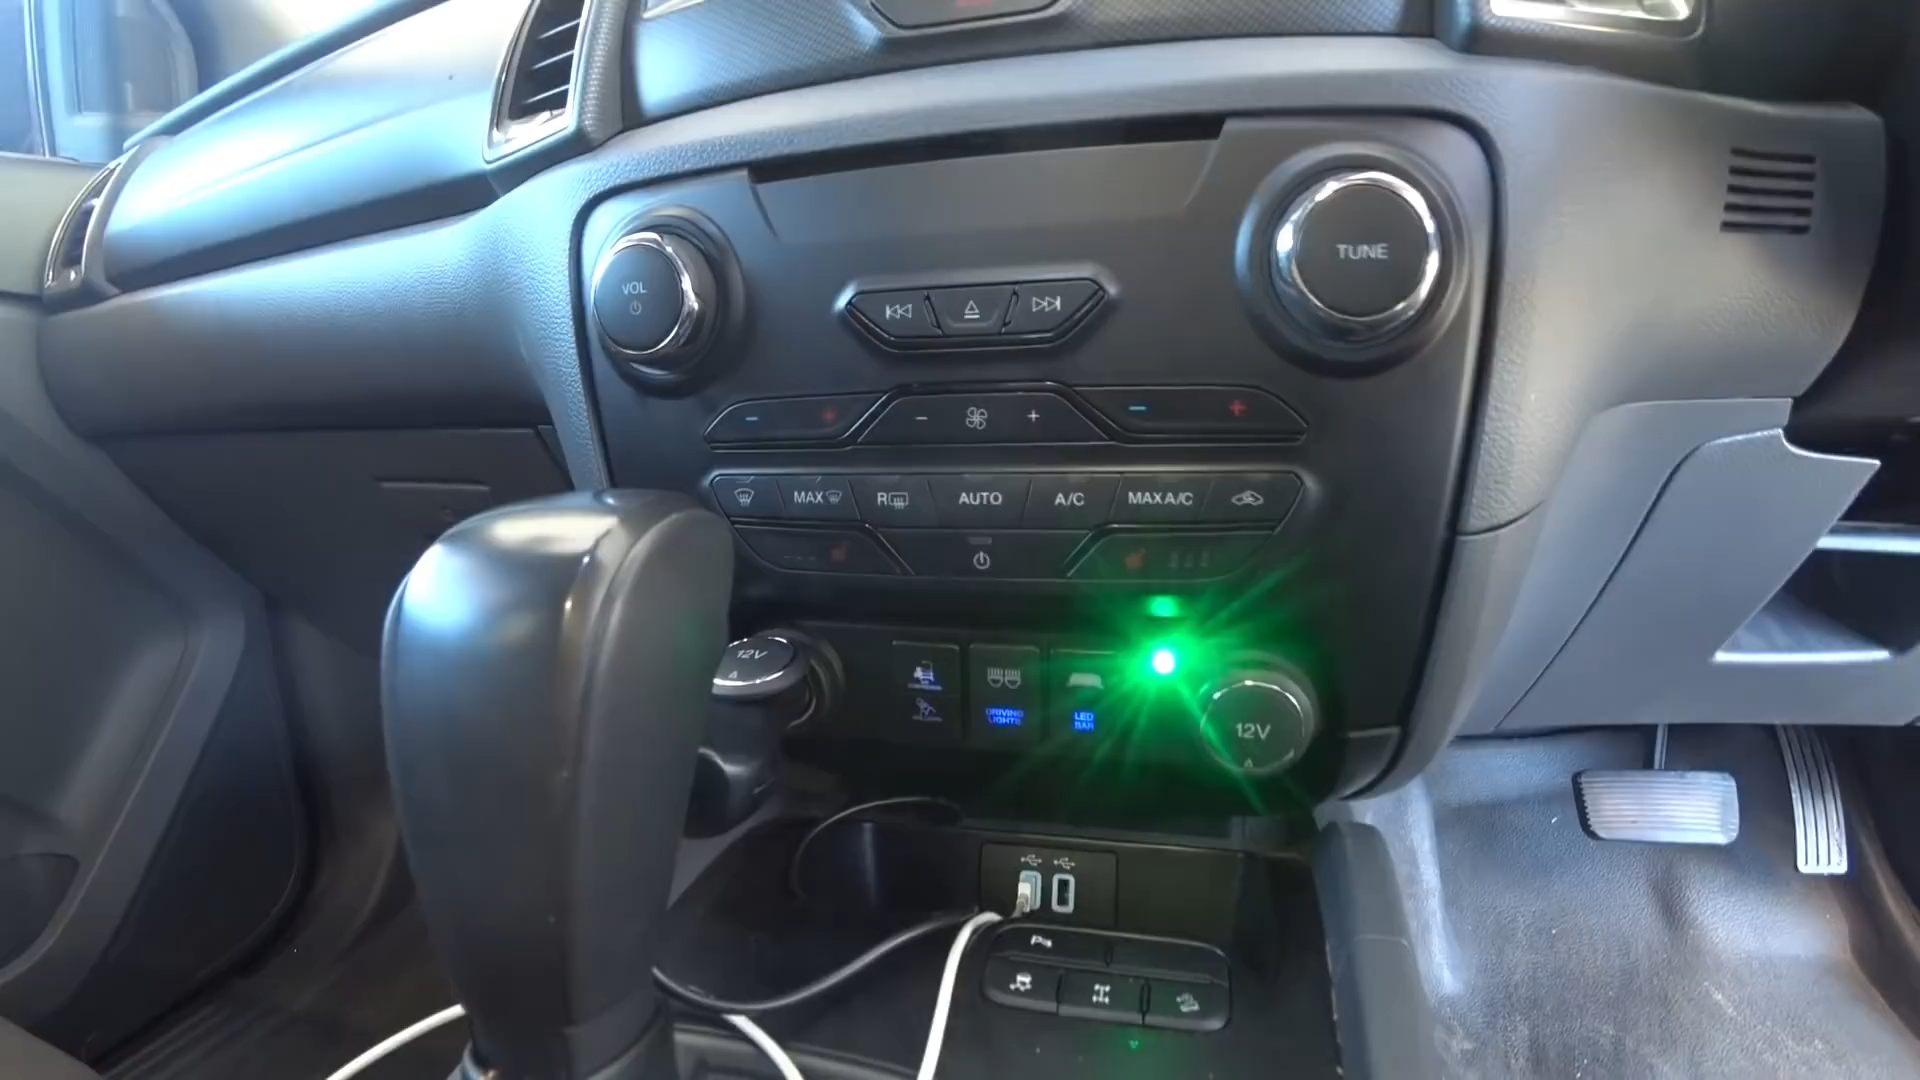 TUNE
VOL
MAX
R
AUTO
A/C
MAX A/C
12V
DRIVING
LIGHTS
LED
BAR
12V
P